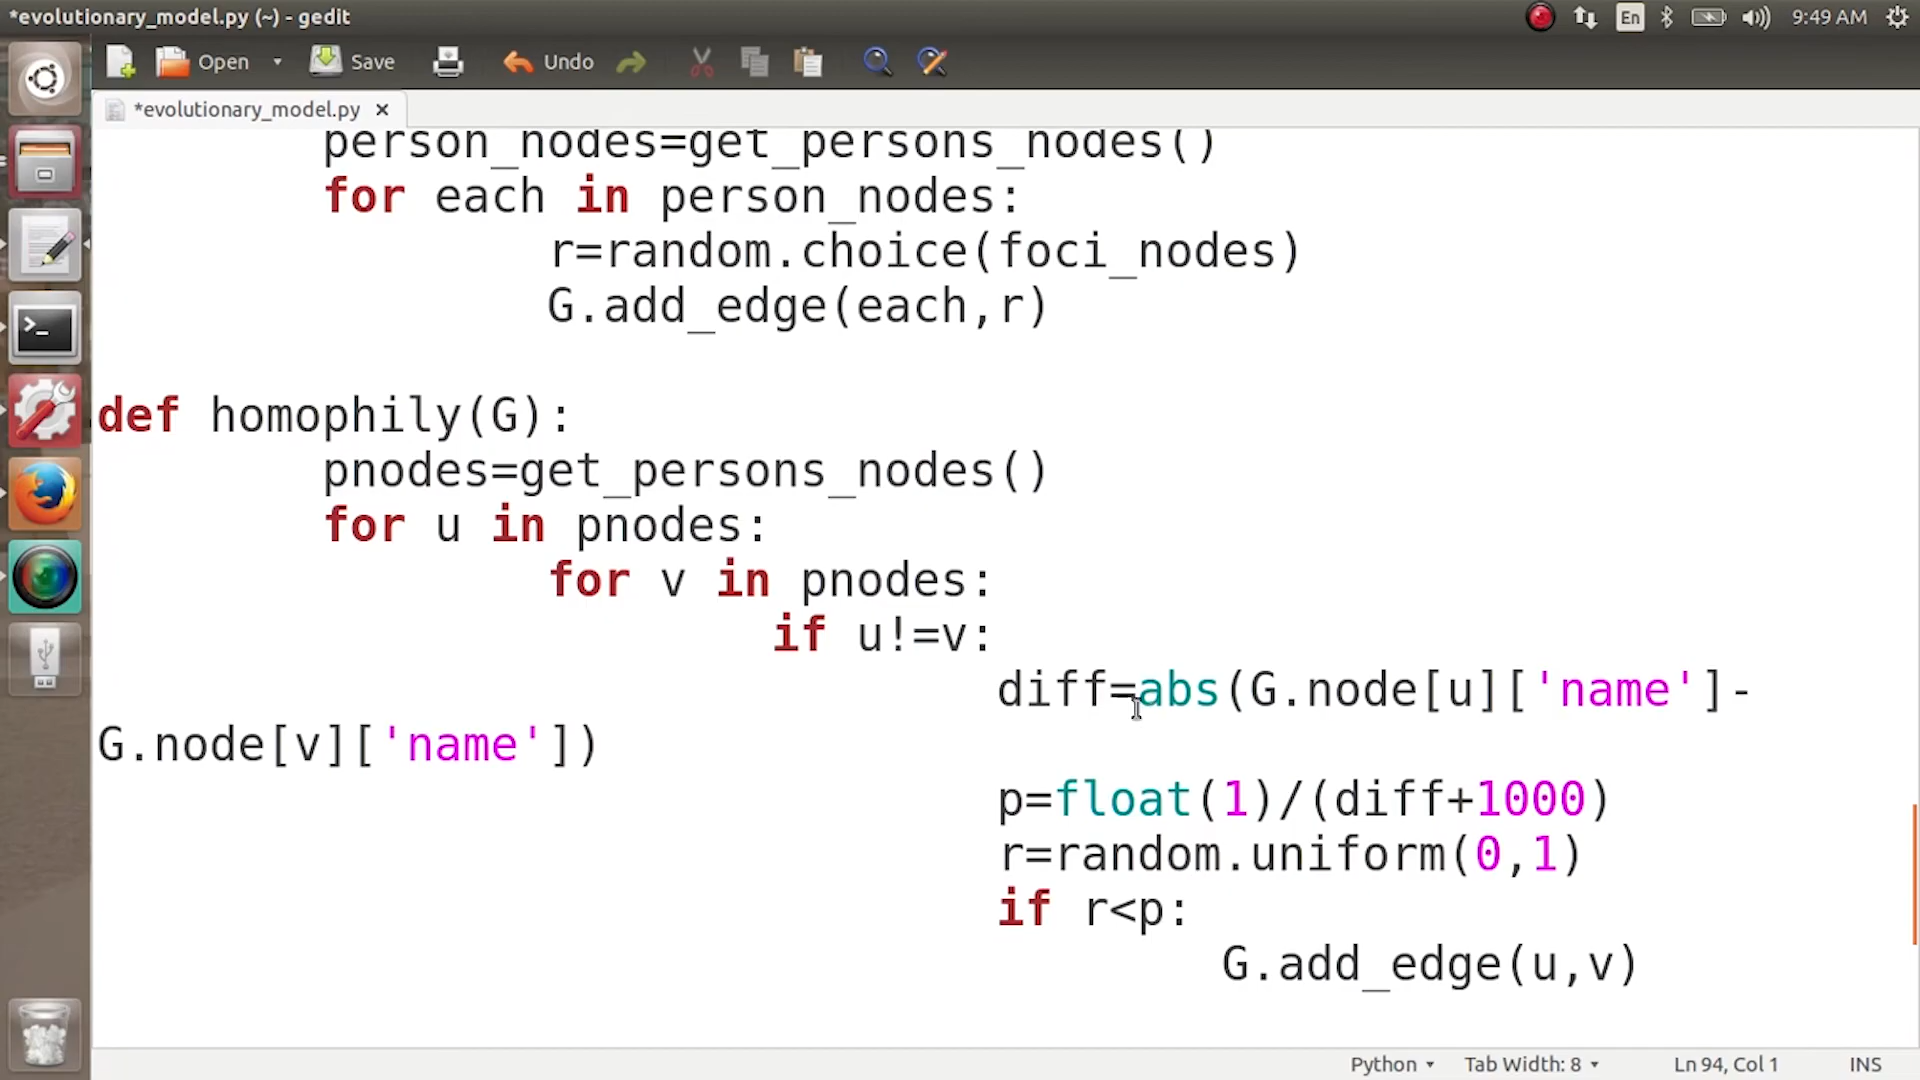 *evolutionary_model.py (~) - gedit
En
9:49 AM
Open
Save
Undo
*evolutionary_model.py
person_nodes=get_persons_nodes()
for each in person_nodes:
r=random.choice(foci_nodes)
G.add_edge(each,r)
def homophily(G):
pnodes=get_persons_nodes()
for u in pnodes:
for v in pnodes:
if u!=v:
diff=abs(G.node[u]['name']-
G.node[v]['name'])
p=float(1)/(diff+1000)
r=random.uniform(0,1)
if r<p:
G.add_edge(u,v)
Python
Tab Width: 8
Ln 94, Col 1
INS